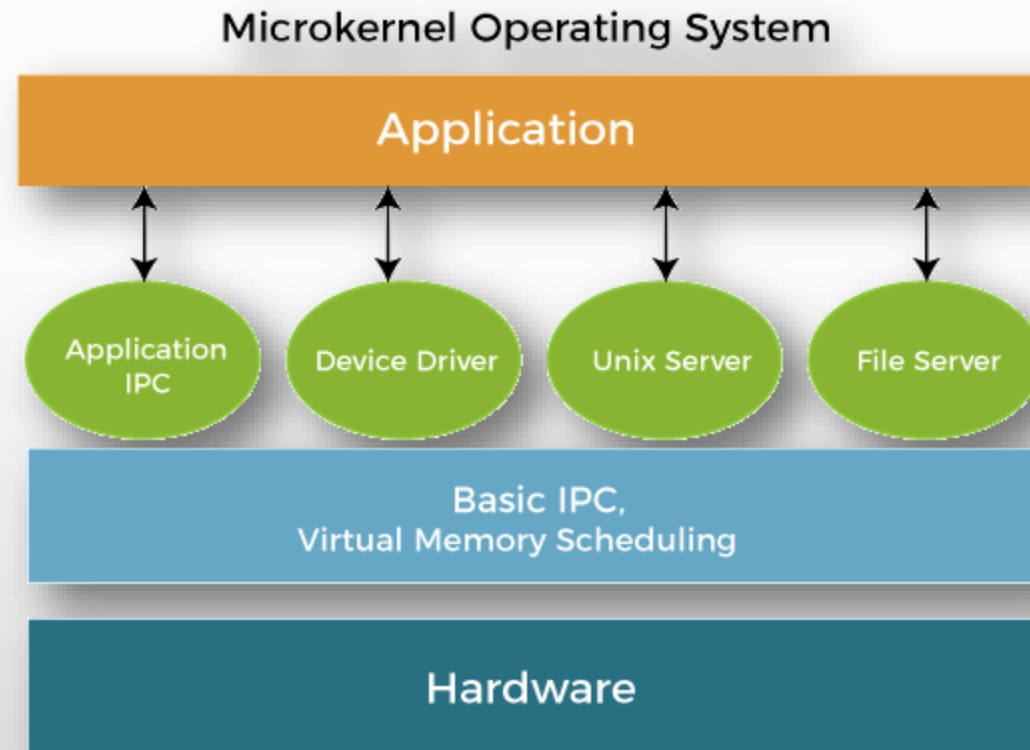 Microkernel Operating System
Application
Application
IPC
Device Driver
Unix Server
File Server
Basic IPC,
Virtual Memory Scheduling
Hardware